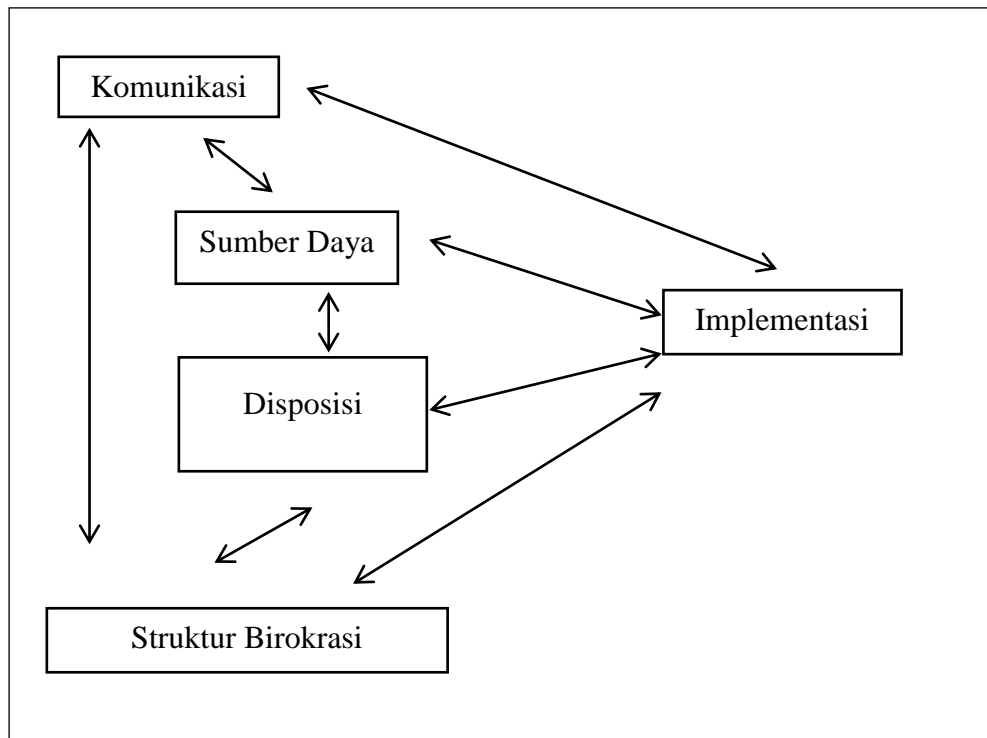 Komunikasi
Sumber Daya
Implementasi
Disposisi
Struktur Birokrasi